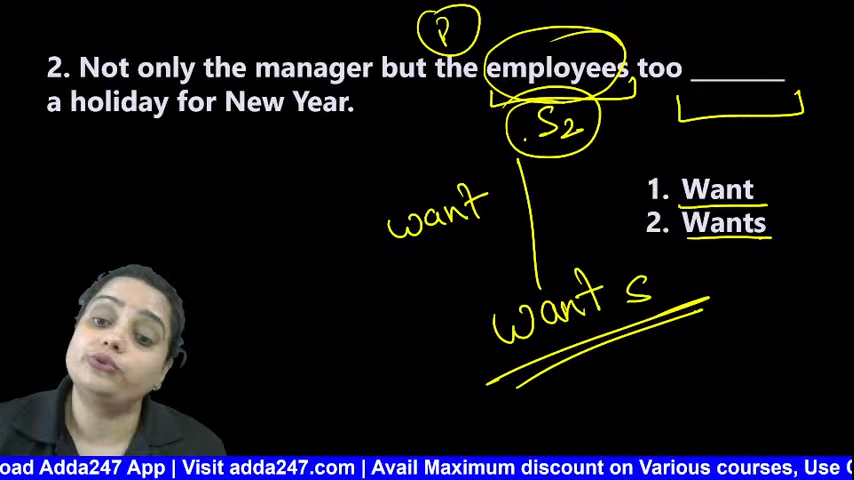 P
2. Not only the manager but the employees too _______
a holiday for New Year.
.S2
1. Want
2. Wants
want
wants
oad Adda247 App | Visit adda247.com | Avail Maximum discount on Various courses, Use